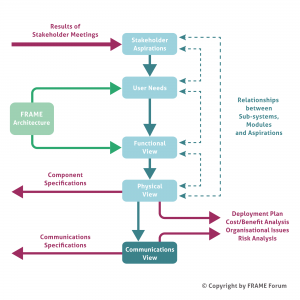 Results of
Stakeholder Meetings
Stakeholder
Aspirations
User Needs
FRAME
Architecture
Relationships
between
Sub-systems,
Modules
and Aspirations
Functional
View
Component
Specifications
Physical
View
Deployment Plan
Cost/Benefit Analysis
Organisational Issues
Risk Analysis
Communications
Specifications
Communications
View
© Copyright by FRAME Forum